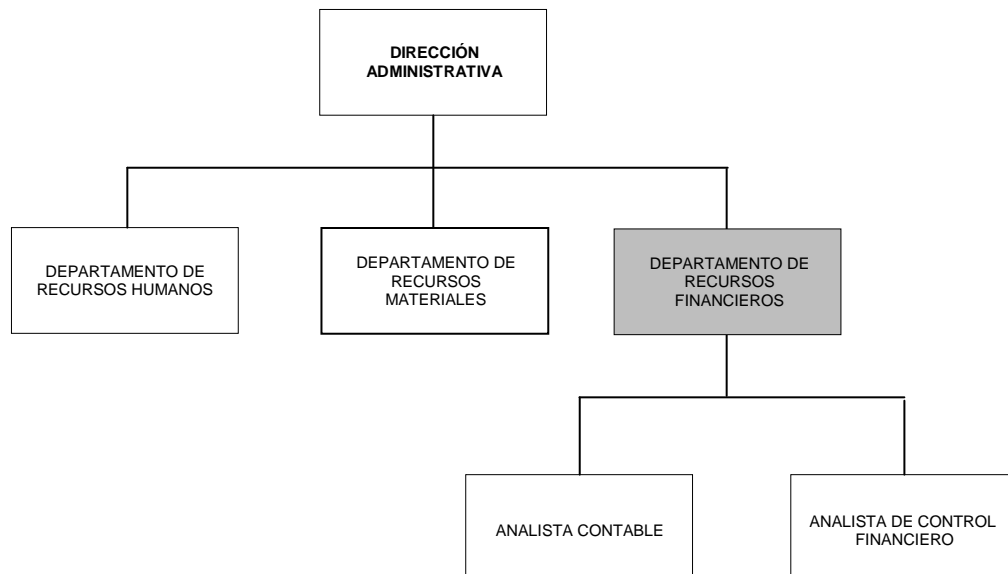 DIRECCIÓN
ADMINISTRATIVA
DEPARTAMENTO DE
RECURSOS HUMANOS
DEPARTAMENTO DE
RECURSOS
MATERIALES
DEPARTAMENTO DE
RECURSOS
FINANCIEROS
ANALISTA CONTABLE
ANALISTA DE CONTROL
FINANCIERO